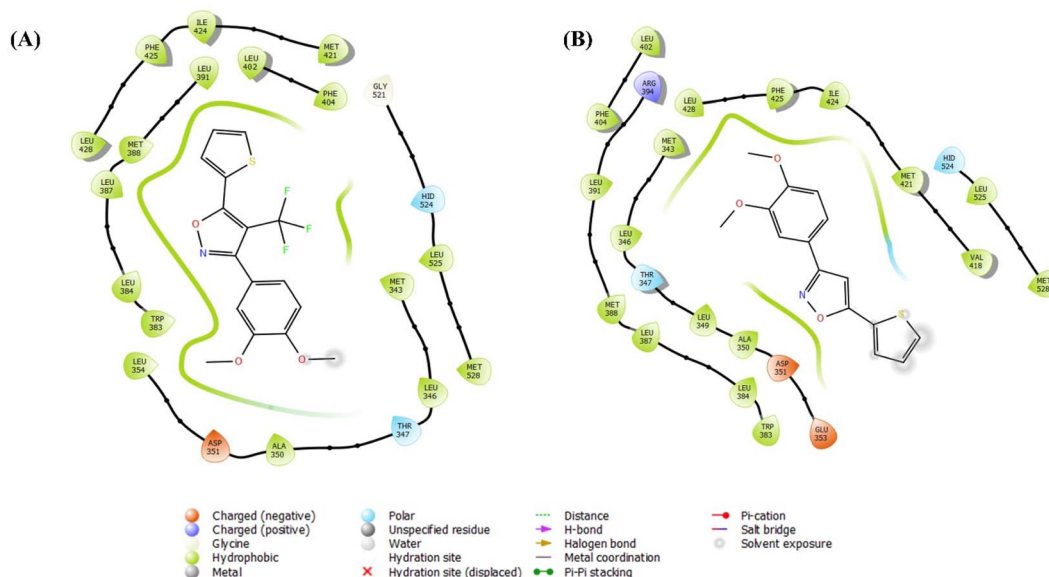 (A)
ILE
424
PHE
425
MET
421
LEU
391
LEU
402
PHE
404
GLY
521
LEU
428
MET
388
LEU
387
S
HID
524
F
F
F
O
N
LEU
525
LEU
384
MET
343
TRP
383
LEU
354
O
O
MET
528
LEU
346
THR
347
ASP
351
ALA
350
(B)
LEU
402
ARG
394
PHE
404
LEU
428
PHE
425
ILE
424
MET
343
HID
524
LEU
391
O
O
MET
421
LEU
525
LEU
346
VAL
418
THR
347
MET
528
MET
388
LEU
349
N
O
S
LEU
387
ALA
350
ASP
351
LEU
384
TRP
383
GLU
353
Charged (negative)
Charged (positive)
Glycine
Hydrophobic
Metal
Polar
Unspecified residue
Water
Hydration site
Hydration site (displaced)
Distance
H-bond
Halogen bond
Metal coordination
Pi-Pi stacking
Pi-cation
Salt bridge
Solvent exposure